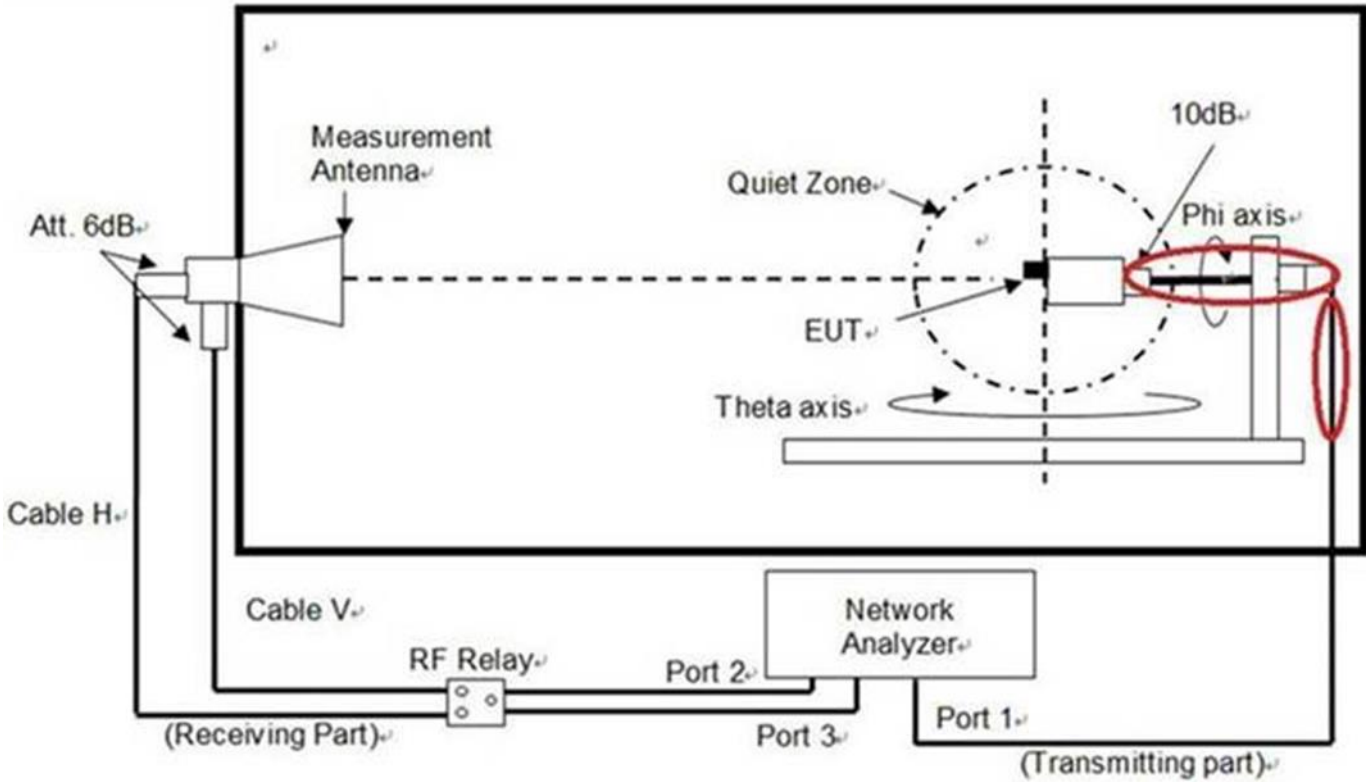 Measurement
Antenna
Att. 6dB
Quiet Zone
10dB
Phi axis
EUT
Theta axis
Cable H
Cable V
RF Relay
Network
Analyzer
Port 2
Port 3
Port 1
(Receiving Part)
(Transmitting part)